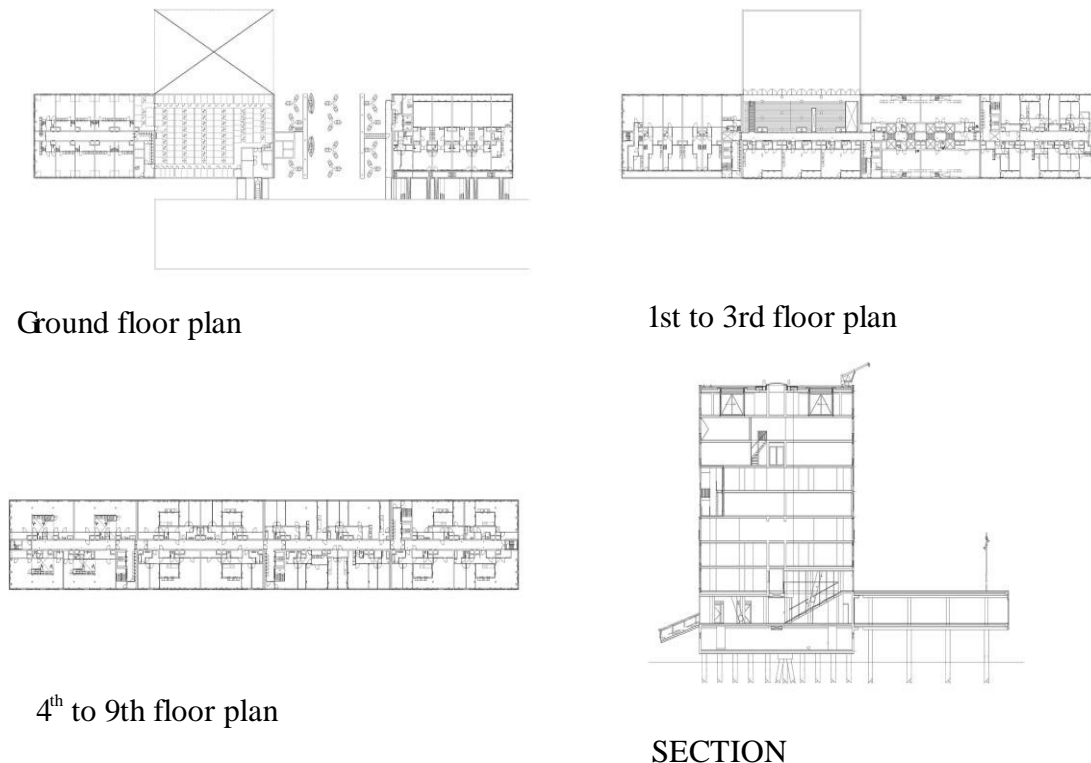 Ground floor plan
1st to 3rd floor plan
4th to 9th floor plan
SECTION